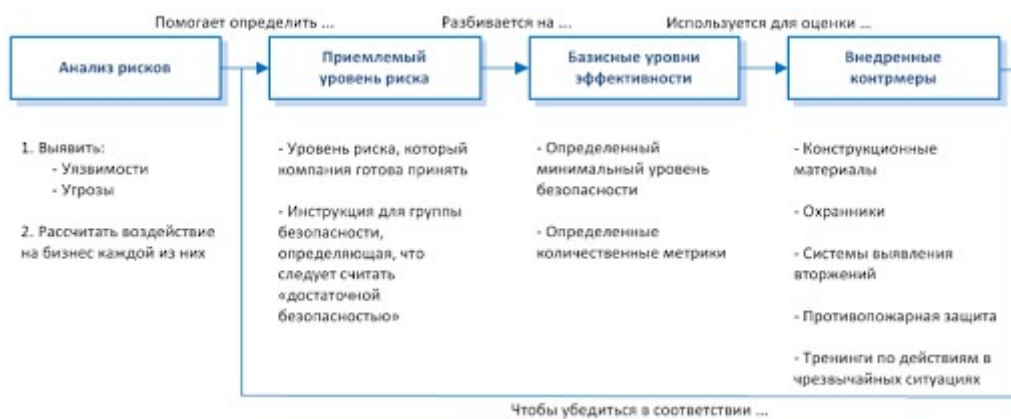 Помогает определить ...
Разбивается на ...
Используется для оценки ...
Анализ рисков
Приемлемый
уровень риска
Базисные уровни
эффективности
Внедренные
контрмеры
1. Выявить:
- Уязвимости
- Угрозы
2. Рассчитать воздействие
на бизнес каждой из них
- Уровень риска, который
компания готова принять
- Инструкция для группы
безопасности,
определяющая, что
следует считать
«достаточной
безопасностью»
- Определенный
минимальный уровень
безопасности
- Определенные
количественные метрики
- Конструкционные
материалы
- Охранники
- Системы выявления
вторжений
- Противопожарная защита
- Тренинги по действиям в
чрезвычайных ситуациях
Чтобы убедиться в соответствии ...